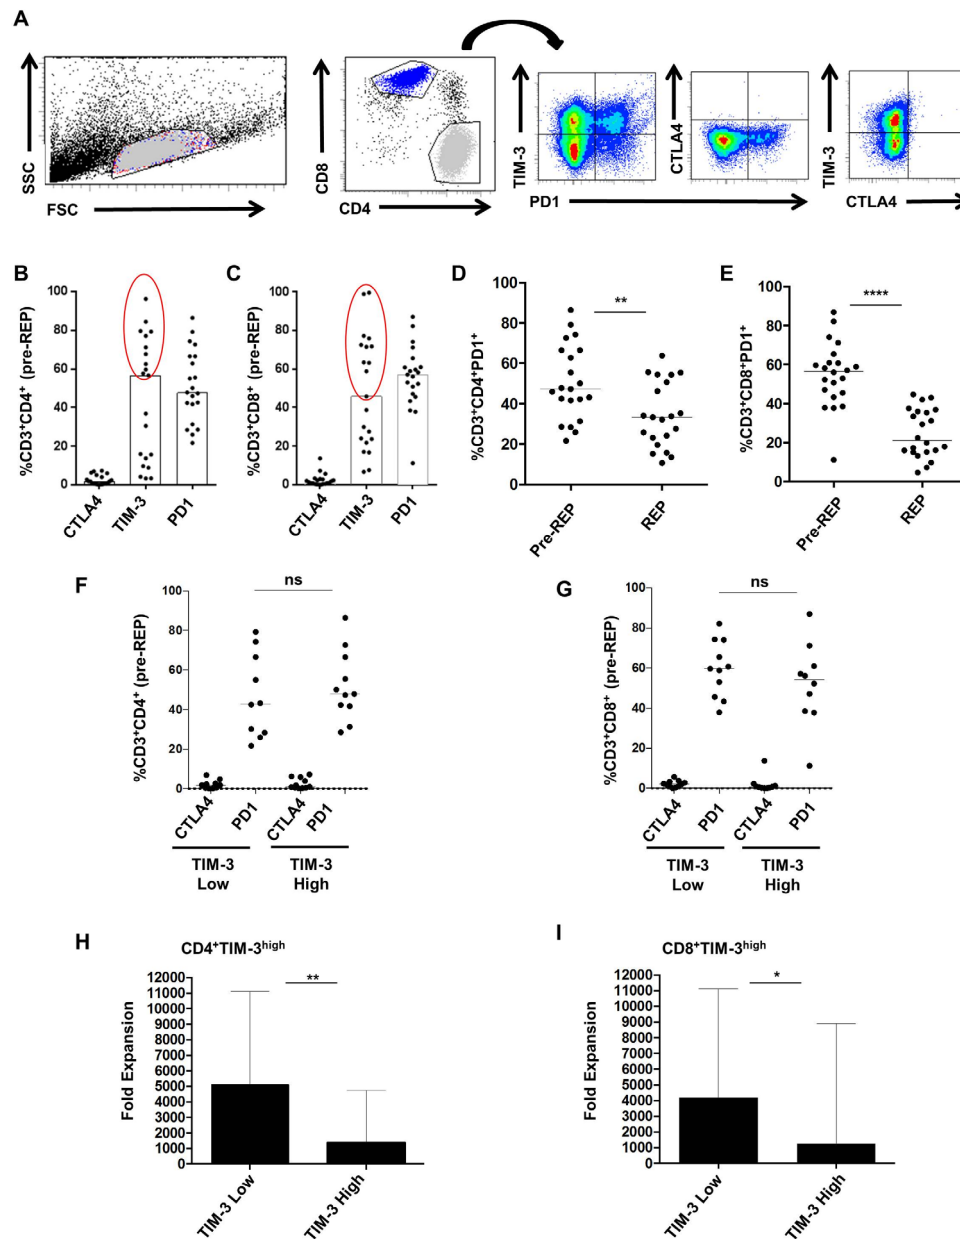 A
SSC
FSC
CD8
CD4
TIM-3
PD1
CTLA4
TIM-3
CTLA4
B
%CD3⁺CD4⁺ (pre-REP)
100
80
60
40
20
0
CTLA4
TIM-3
PD1
C
%CD3⁺CD8⁺ (pre-REP)
100
80
60
40
20
0
CTLA4
TIM-3
PD1
D
%CD3⁺CD4⁺PD1⁺
100
80
60
40
20
0
**
Pre-REP
REP
E
%CD3⁺CD8⁺PD1⁺
100
80
60
40
20
0
****
Pre-REP
REP
F
%CD3⁺CD4⁺ (pre-REP)
100
80
60
40
20
0
ns
CTLA4
PD1
CTLA4
PD1
TIM-3
Low
TIM-3
High
G
%CD3⁺CD8⁺ (pre-REP)
100
80
60
40
20
0
ns
CTLA4
PD1
CTLA4
PD1
TIM-3
Low
TIM-3
High
H
CD4⁺TIM-3ʰⁱᵍʰ
Fold Expansion
12000
11000
10000
9000
8000
7000
6000
5000
4000
3000
2000
1000
0
**
TIM-3 Low
TIM-3 High
I
CD8⁺TIM-3ʰⁱᵍʰ
Fold Expansion
12000
11000
10000
9000
8000
7000
6000
5000
4000
3000
2000
1000
0
*
TIM-3 Low
TIM-3 High